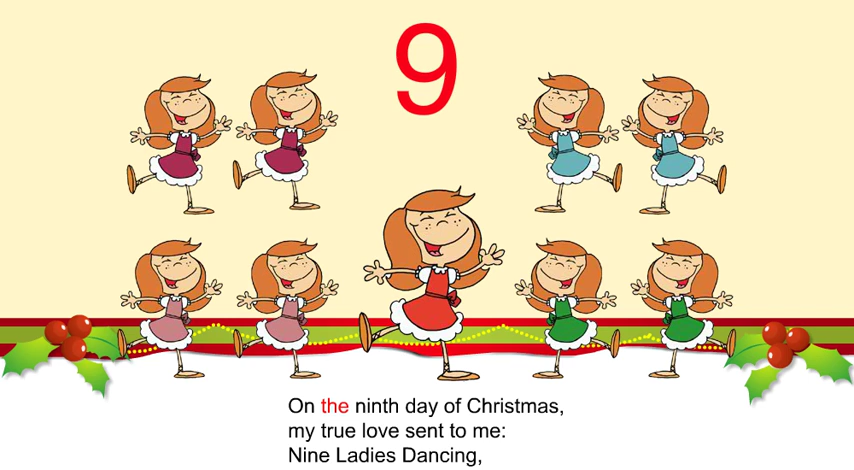 9
On the ninth day of Christmas,
my true love sent to me:
Nine Ladies Dancing,